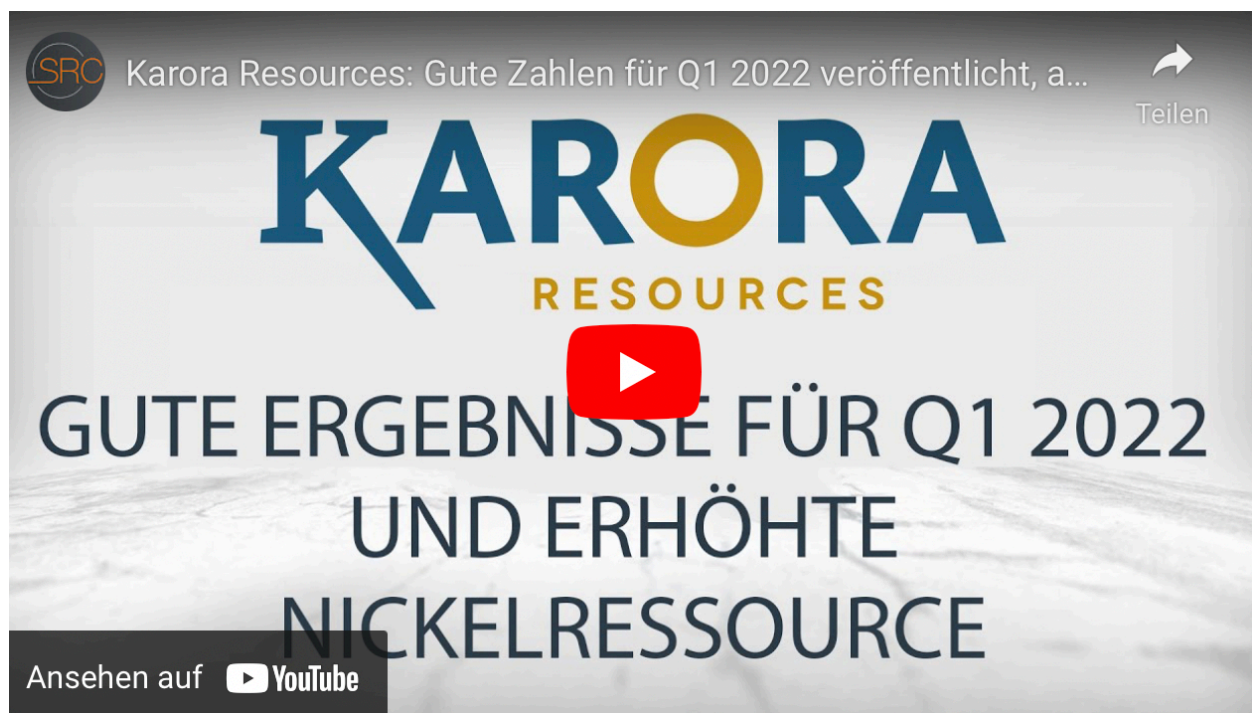 SRC
Karora Resources: Gute Zahlen für Q1 2022 veröffentlicht, a...
Teilen
KARORA
RESOURCES
GUTE ERGEBNISSE FÜR Q1 2022
UND ERHÖHTE
NICKELRESSOURCE
Ansehen auf YouTube